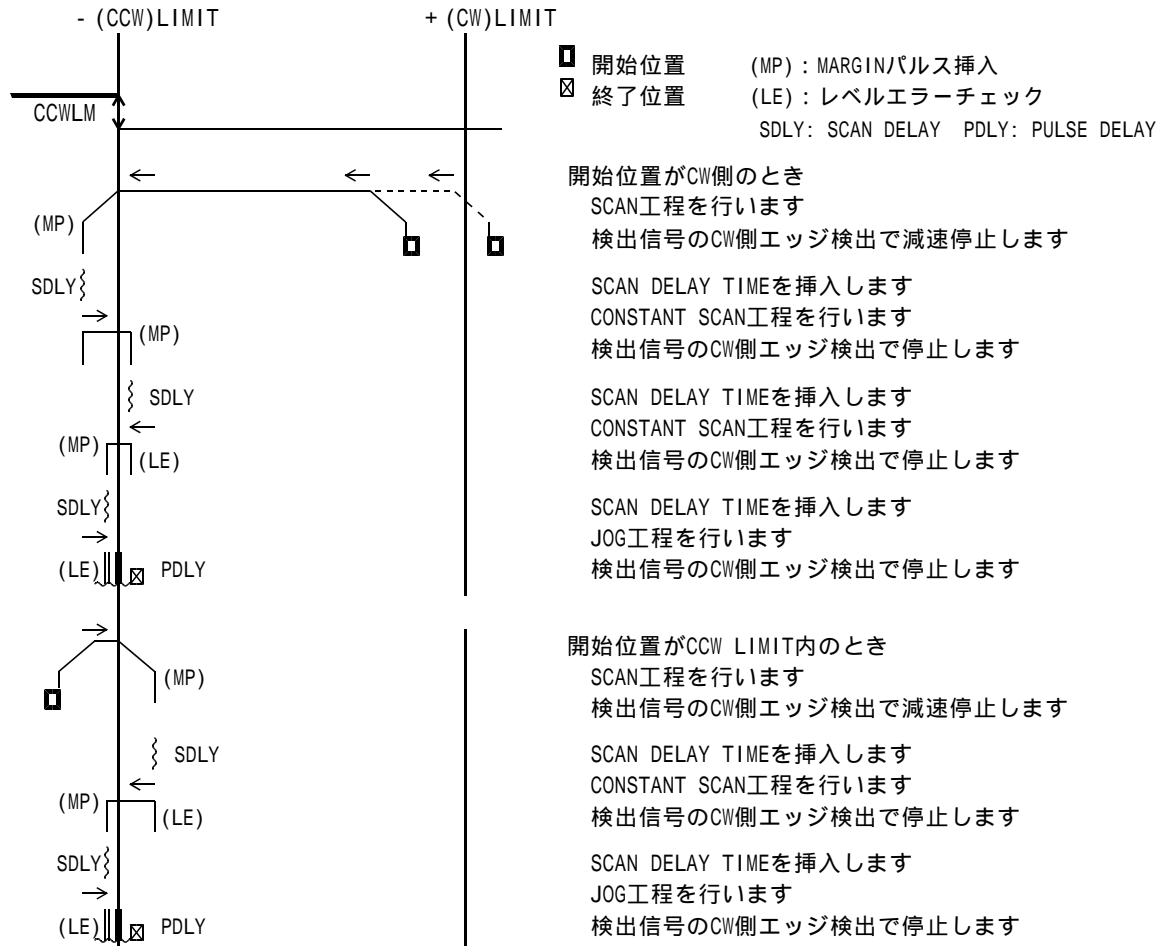 - (CCW)LIMIT + (CW)LIMIT
開始位置 (MP) : MARGINパルス挿入
終了位置 (LE) : レベルエラーチェック
CCWLM
SDLY: SCAN DELAY PDLY: PULSE DELAY
開始位置がCW側のとき
SCAN工程を行います
(MP)
検出信号のCW側エッジ検出で減速停止します
SDLY SCAN DELAY TIMEを挿入します
CONSTANT SCAN工程を行います
(MP)
検出信号のCW側エッジ検出で停止します
SDLY SCAN DELAY TIMEを挿入します
CONSTANT SCAN工程を行います
(MP)
(LE) 検出信号のCW側エッジ検出で停止します
SDLY SCAN DELAY TIMEを挿入します
JOG工程を行います
(LE) PDLY 検出信号のCW側エッジ検出で停止します
開始位置がCCW LIMIT内のとき
(MP) SCAN工程を行います
検出信号のCW側エッジ検出で減速停止します
SDLY SCAN DELAY TIMEを挿入します
CONSTANT SCAN工程を行います
(MP)
(LE) 検出信号のCW側エッジ検出で停止します
SDLY SCAN DELAY TIMEを挿入します
JOG工程を行います
(LE) PDLY 検出信号のCW側エッジ検出で停止します